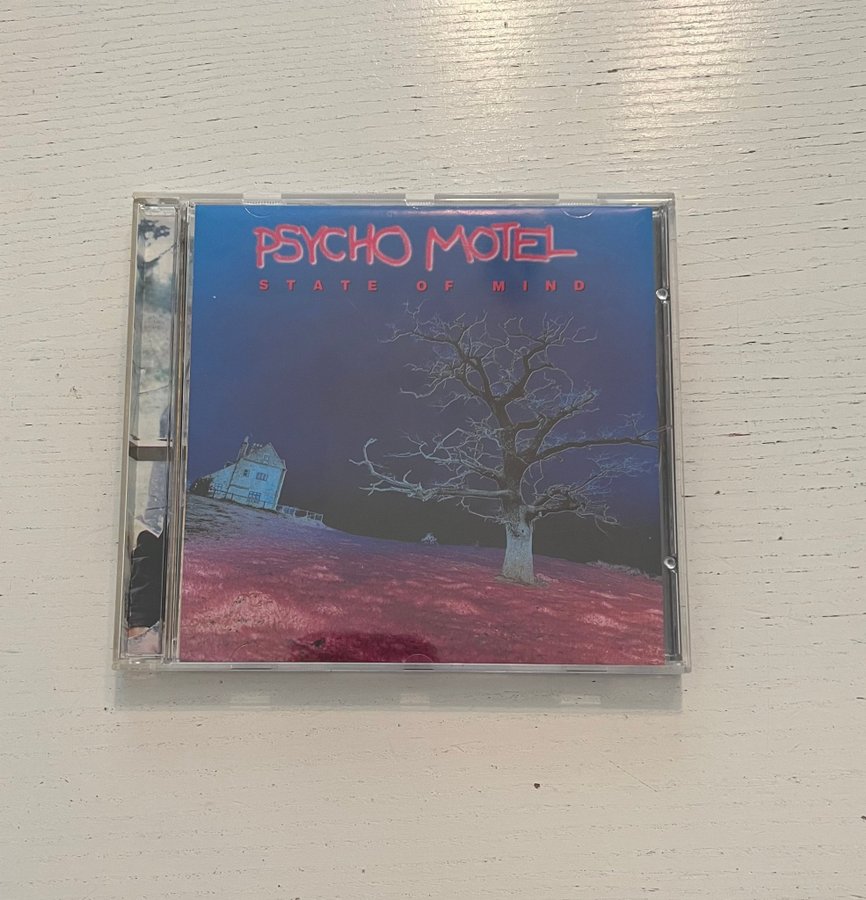 PSYCHO MOTEL
STATE OF MIND